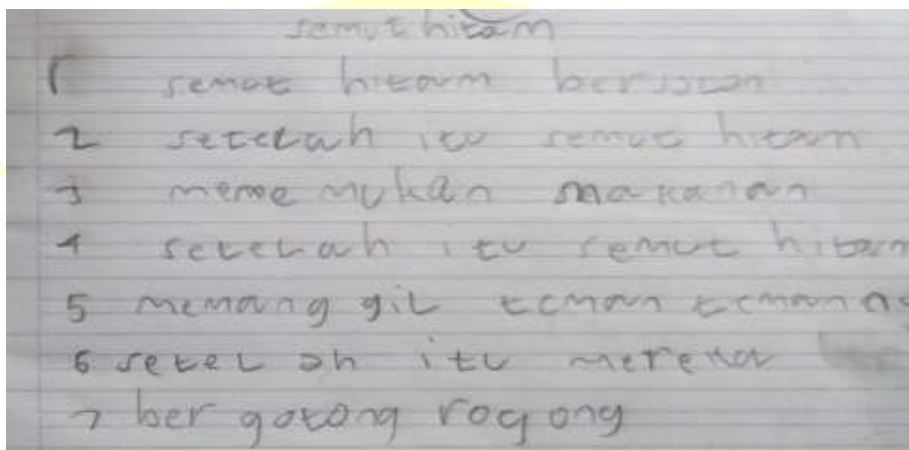 semut hitam
1 semut hitam berjalan
2 setelah itu semut hitam
3 meme mukan makanan
4 setelah itu semut hitam
5 memang gil teman teman
6 setel ah itu mereka
7 ber gotong rogong